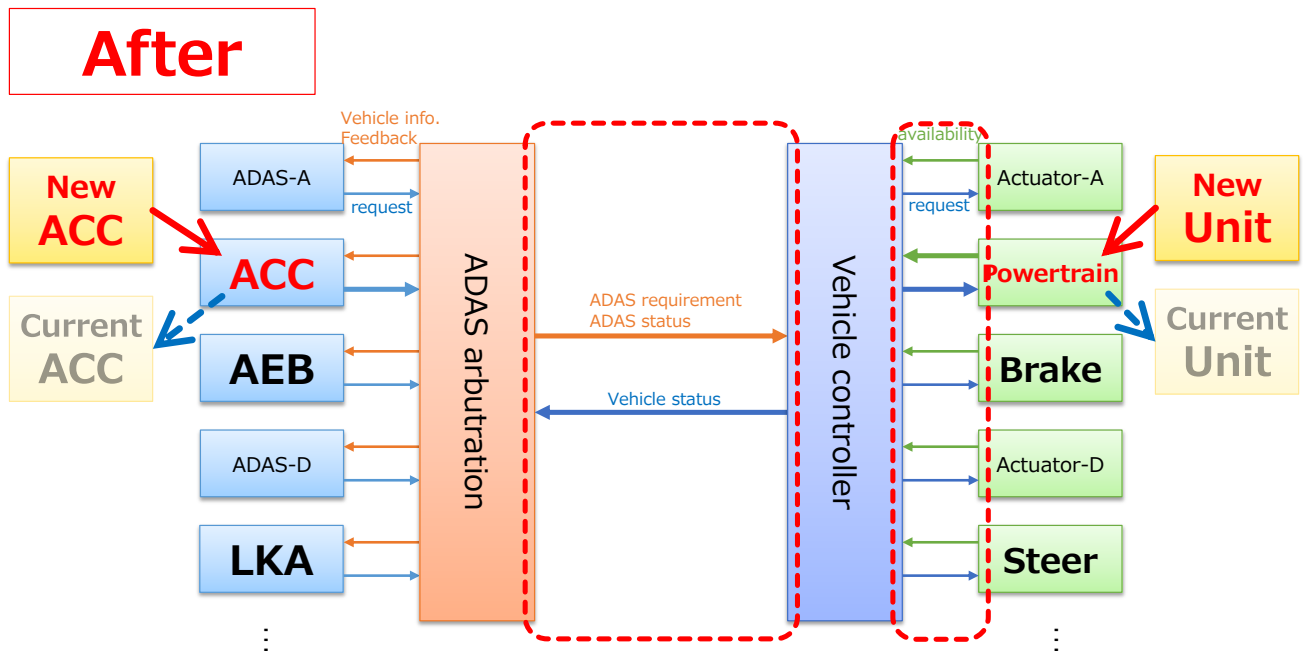 After
Vehicle info.
Feedback
availability
New
ACC
ADAS-A
request
ACC
Current
ACC
AEB
ADAS-D
LKA
⋮
ADAS arbutration
ADAS requirement
ADAS status
Vehicle status
Vehicle controller
request
Actuator-A
Powertrain
Brake
Actuator-D
Steer
⋮
New
Unit
Current
Unit